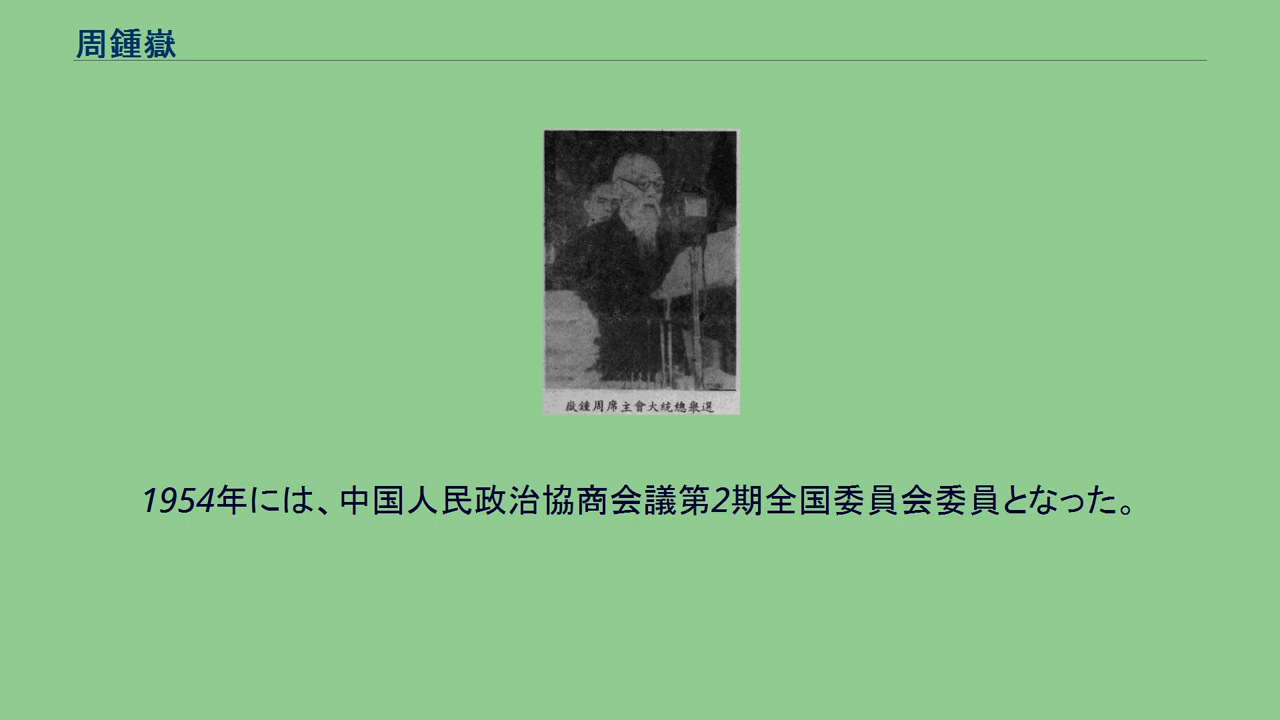 周鍾嶽
嶽鍾周席主會大統總舉選
1954年には、中国人民政治協商会議第2期全国委員会委員となった。